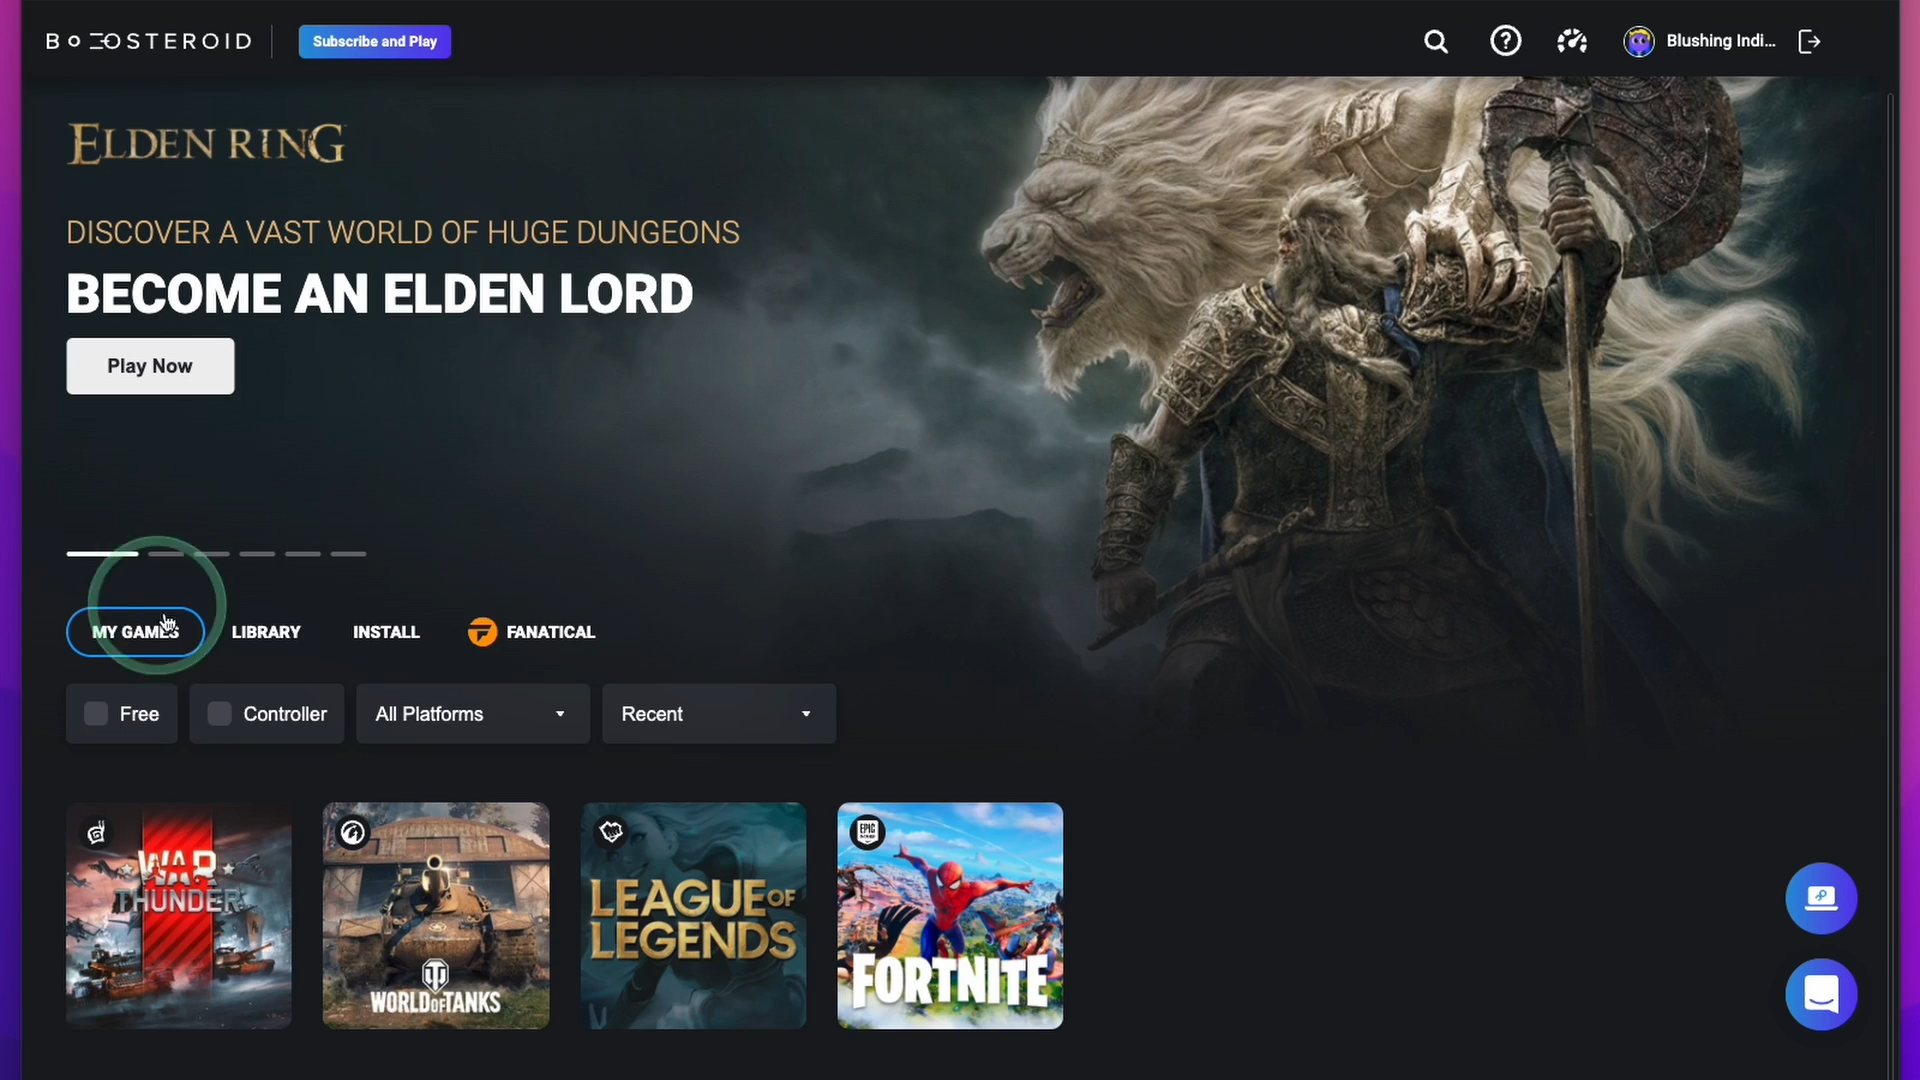 BOOSTEROID
Subscribe and Play
Blushing Indi...
ELDEN RING
DISCOVER A VAST WORLD OF HUGE DUNGEONS
BECOME AN ELDEN LORD
Play Now
MY GAMES
LIBRARY
INSTALL
FANATICAL
Free
Controller
All Platforms
Recent
WAR
THUNDER
WORLD OF TANKS
LEAGUE OF
LEGENDS
EPIC
FORTNITE